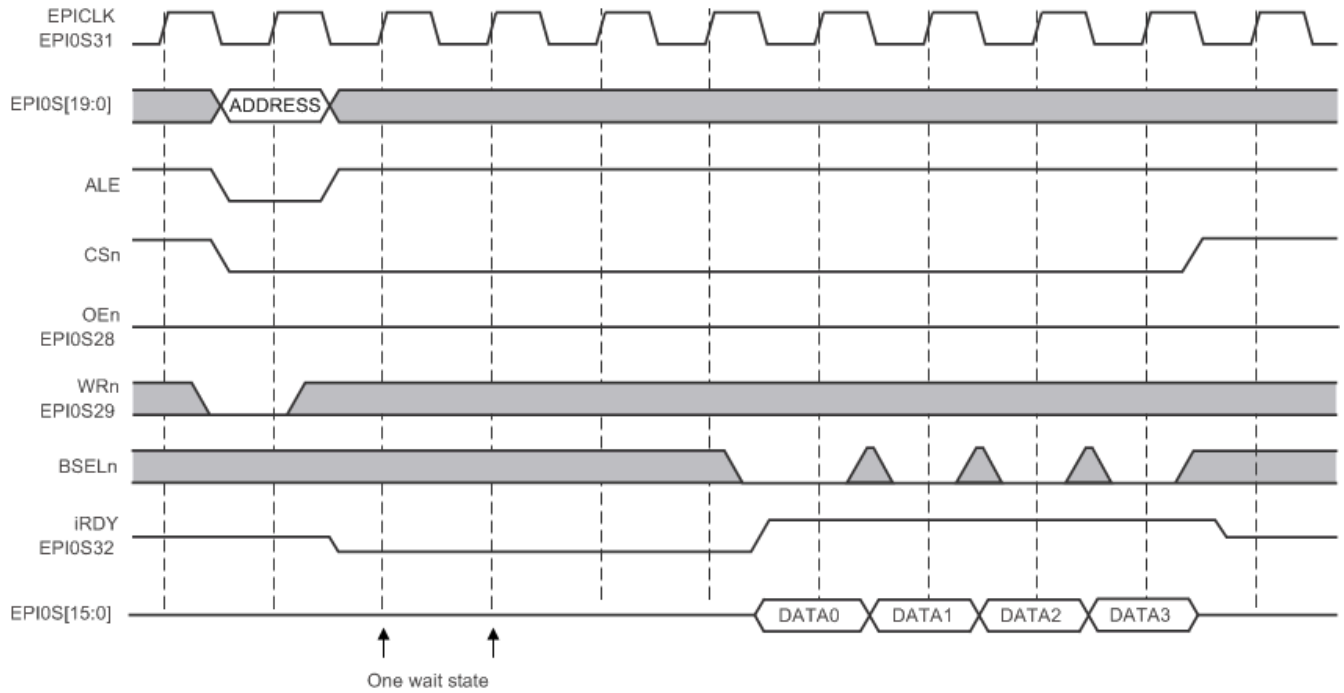 EPICLK
EPI0S31
EPI0S[19:0]
ADDRESS
ALE
CSn
OEn
EPI0S28
WRn
EPI0S29
BSELn
iRDY
EPI0S32
EPI0S[15:0]
DATA0
DATA1
DATA2
DATA3
One wait state